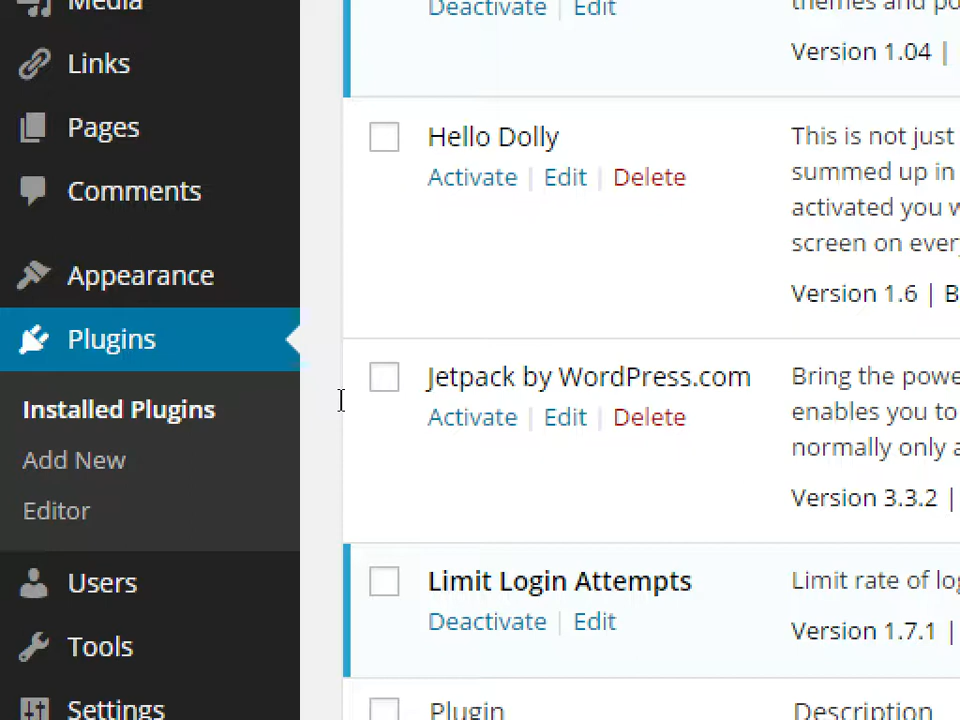 Media
Links
Pages
Comments
Appearance
Plugins
Installed Plugins
Add New
Editor
Users
Tools
Settings
Deactivate | Edit
themes and
Version 1.04 |
Hello Dolly
Activate | Edit | Delete
This is not just
summed up in
activated you
screen on
Version 1.6 |
Jetpack by WordPress.com
Activate | Edit | Delete
Bring the
enables you to
normally only
Version 3.3.2 |
Limit Login Attempts
Deactivate | Edit
Limit rate of
Version 1.7.1 |
Plugin
Description